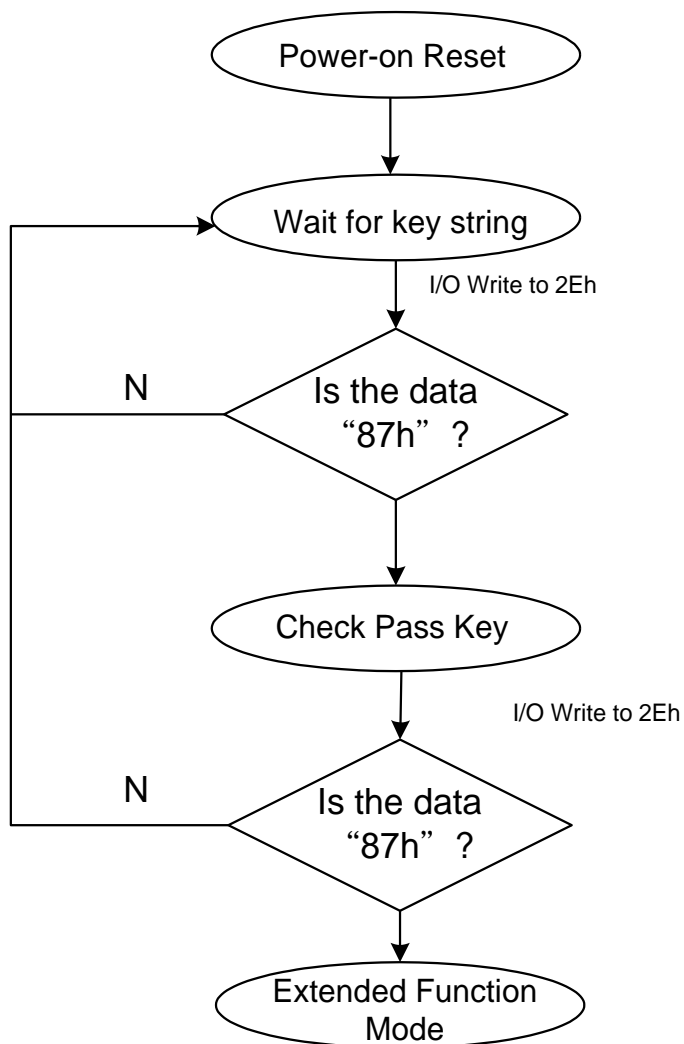 Power-on Reset
Wait for key string
I/O Write to 2Eh
N
Is the data
“87h” ?
Check Pass Key
I/O Write to 2Eh
N
Is the data
“87h” ?
Extended Function
Mode